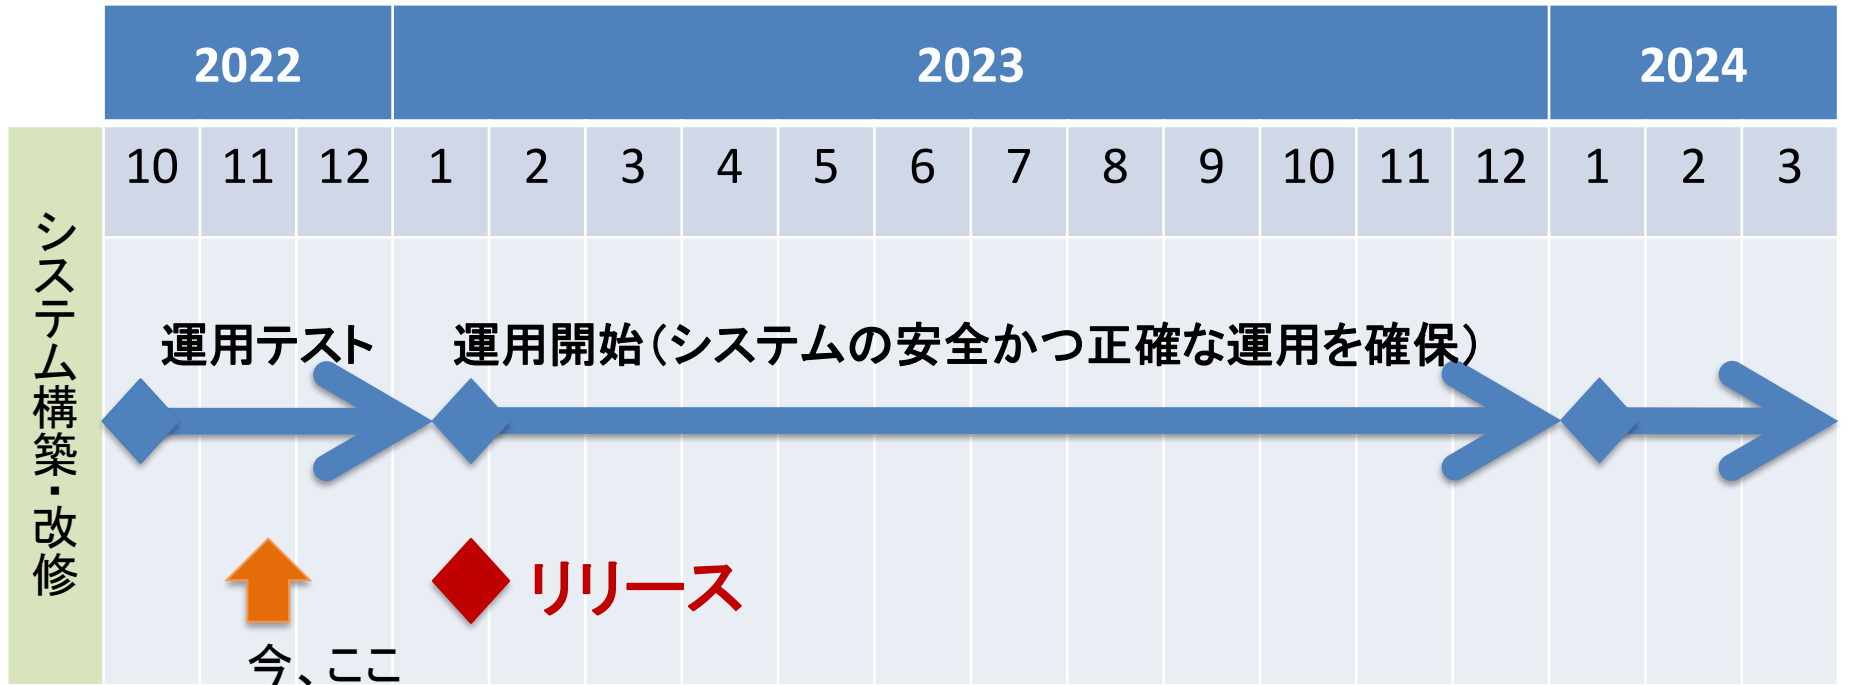 2022 2023 2024
10 11 12 1 2 3 4 5 6 7 8 9 10 11 12 1 2 3
システム構築・改修
運用テスト 運用開始(システムの安全かつ正確な運用を確保)
リリース
今、ここ